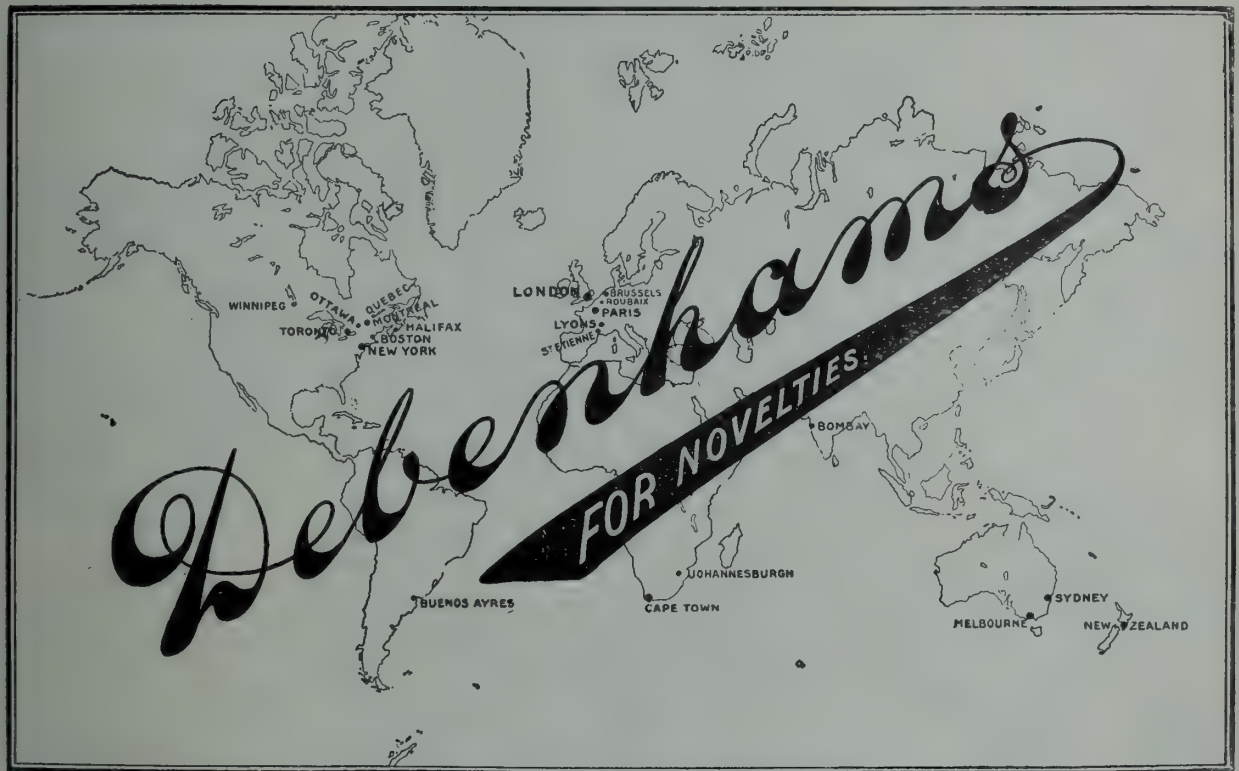 Debenhams
FOR NOVELTIES.
WINNIPEG
OTTAWA
QUEBEC
MONTREAL
TORONTO
HALIFAX
BOSTON
NEW YORK
LONDON
BRUSSELS
ROUBAIX
PARIS
LYONS
ST ETIENNE
BOMBAY
BUENOS AYRES
JOHANNESBURGH
CAPE TOWN
MELBOURNE
SYDNEY
NEW ZEALAND